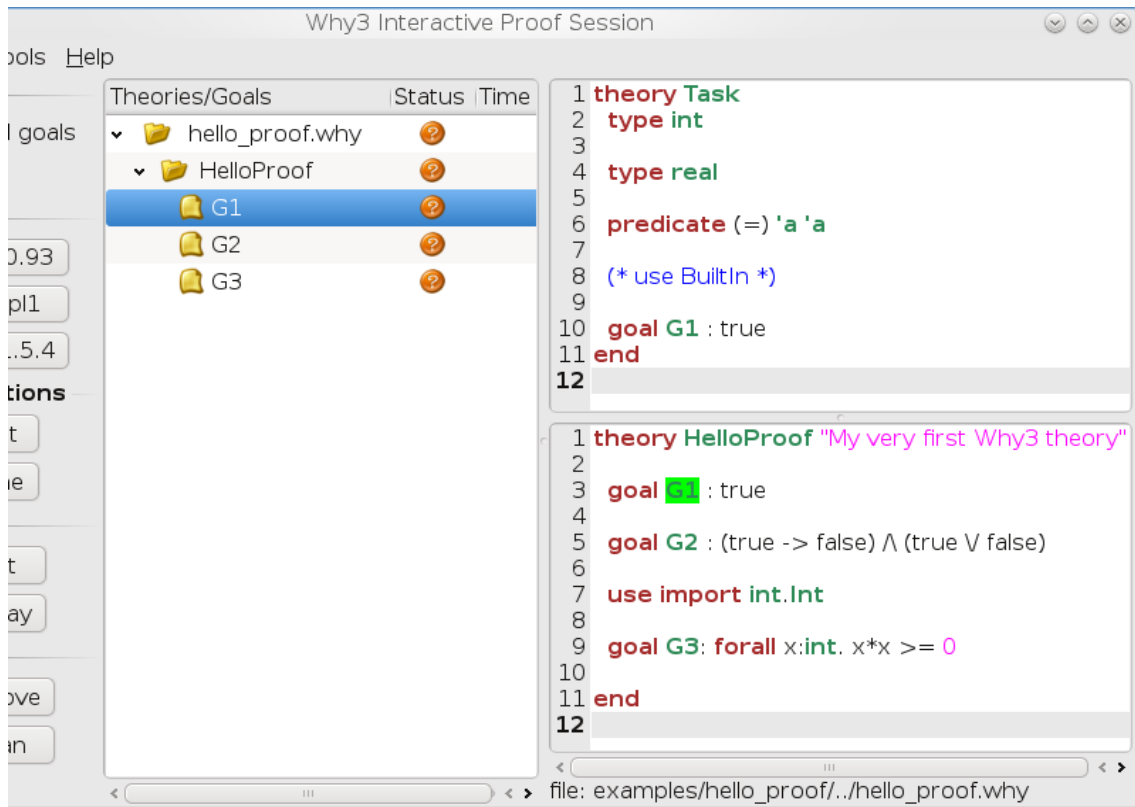 Why3 Interactive Proof Session
ools Help
goals
0.93
pl1
.5.4
tions
t
ne
t
ay
ove
an
Theories/Goals Status Time
hello_proof.why
HelloProof
G1
G2
G3
1 theory Task
2 type int
3
4 type real
5
6 predicate (=) 'a 'a
7
8 (* use BuiltIn *)
9
10 goal G1 : true
11 end
12
1 theory HelloProof "My very first Why3 theory"
2
3 goal G1 : true
4
5 goal G2 : (true -> false) /\ (true \/ false)
6
7 use import int.Int
8
9 goal G3: forall x:int. x*x >= 0
10
11 end
12
file: examples/hello_proof/../hello_proof.why